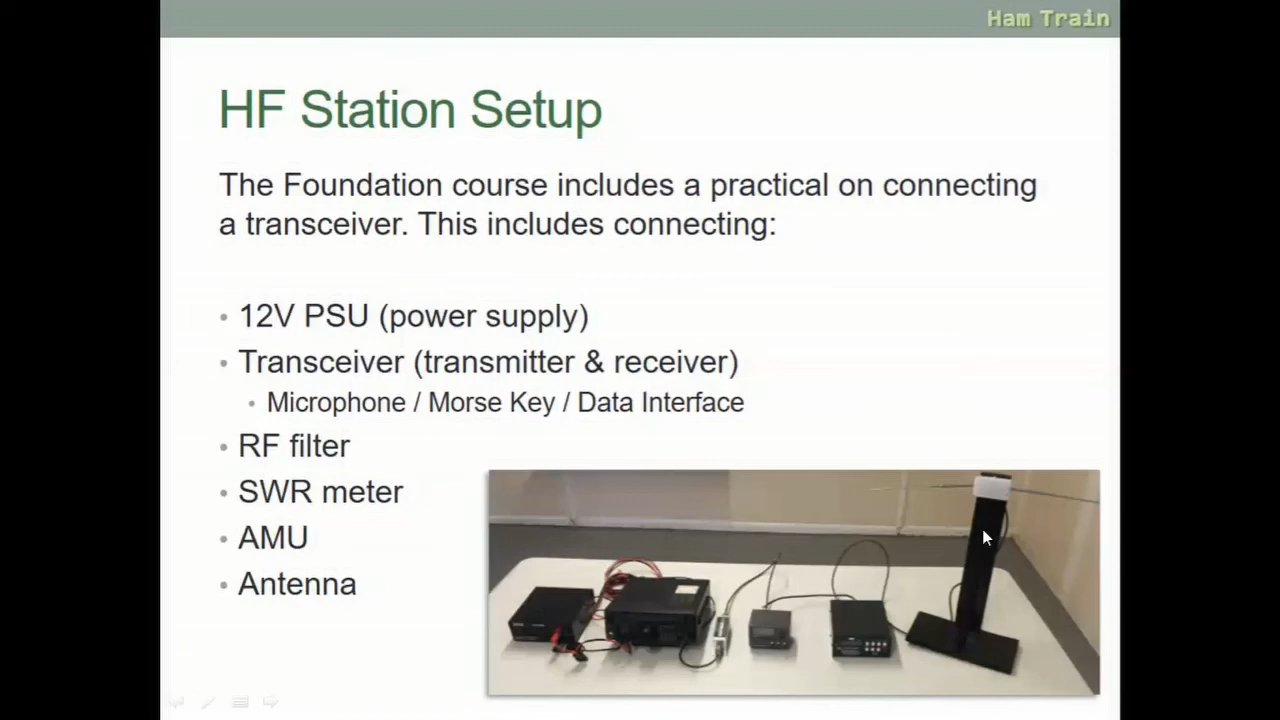 Ham Train
HF Station Setup
The Foundation course includes a practical on connecting
a transceiver. This includes connecting:
• 12V PSU (power supply)
• Transceiver (transmitter & receiver)
• Microphone / Morse Key / Data Interface
• RF filter
• SWR meter
• AMU
• Antenna